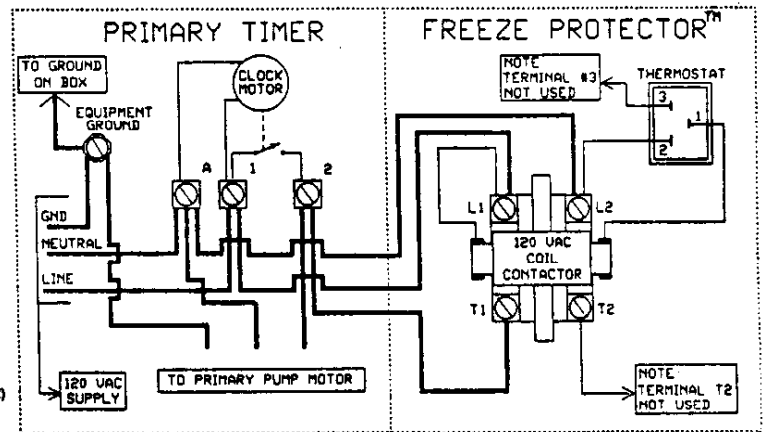 PRIMARY TIMER
FREEZE PROTECTOR™
TO GROUND
ON BOX
CLOCK
MOTOR
NOTE
TERMINAL #3
NOT USED
THERMOSTAT
3
1
2
EQUIPMENT
GROUND
A
1
2
GND
NEUTRAL
LINE
L1
L2
120 VAC
COIL
CONTACTOR
T1
T2
120 VAC
SUPPLY
TO PRIMARY PUMP MOTOR
NOTE
TERMINAL T2
NOT USED